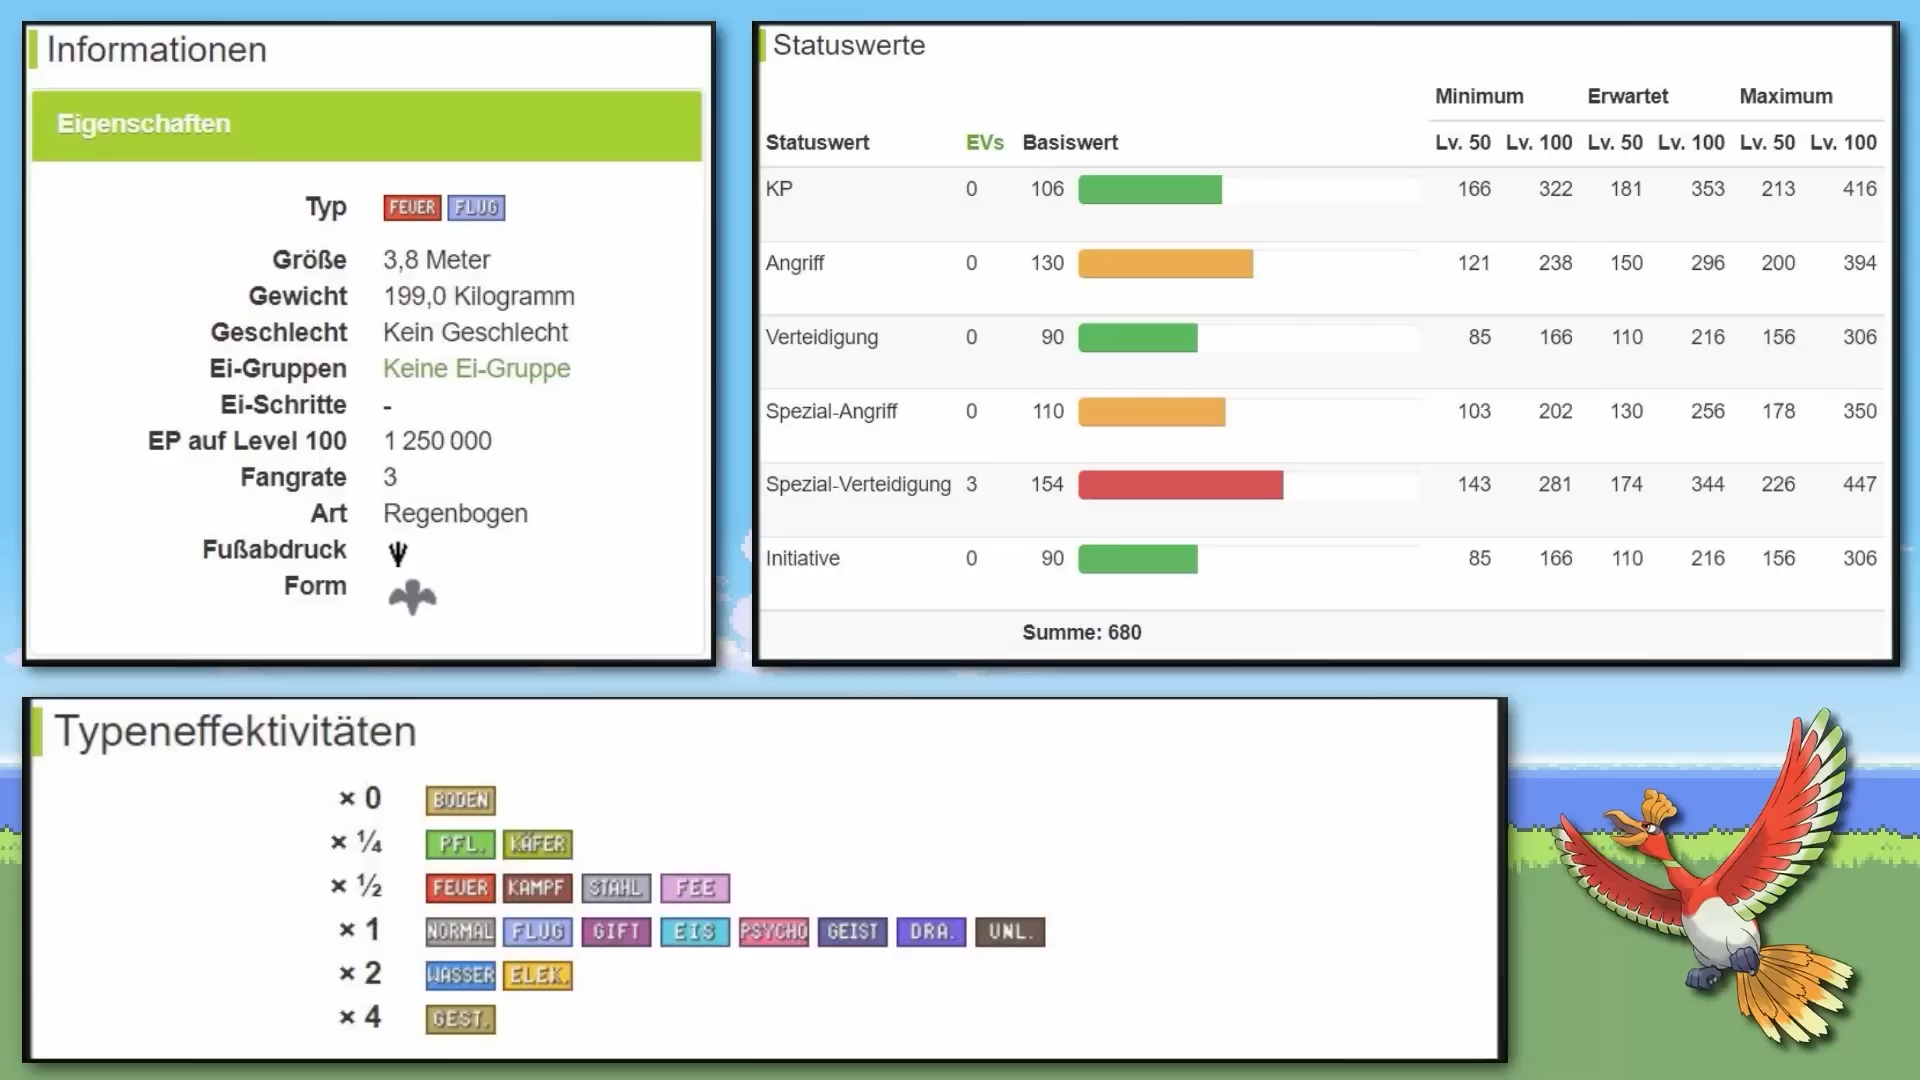 Informationen
Eigenschaften
Typ FEUER FLUG
Größe 3,8 Meter
Gewicht 199,0 Kilogramm
Geschlecht Kein Geschlecht
Ei-Gruppen Keine Ei-Gruppe
Ei-Schritte -
EP auf Level 100 1 250 000
Fangrate 3
Art Regenbogen
Fußabdruck
Form
Statuswerte
Minimum Erwartet Maximum
Statuswert EVs Basiswert Lv. 50 Lv. 100 Lv. 50 Lv. 100 Lv. 50 Lv. 100
KP 0 106 166 322 181 353 213 416
Angriff 0 130 121 238 150 296 200 394
Verteidigung 0 90 85 166 110 216 156 306
Spezial-Angriff 0 110 103 202 130 256 178 350
Spezial-Verteidigung 3 154 143 281 174 344 226 447
Initiative 0 90 85 166 110 216 156 306
Summe: 680
Typeneffektivitäten
× 0 BODEN
× ¼ PFL. KÄFER
× ½ FEUER KAMPF STAHL FEE
× 1 NORMAL FLUG GIFT EIS PSYCHO GEIST DRA. UNL.
× 2 WASSER ELEK.
× 4 GEST.